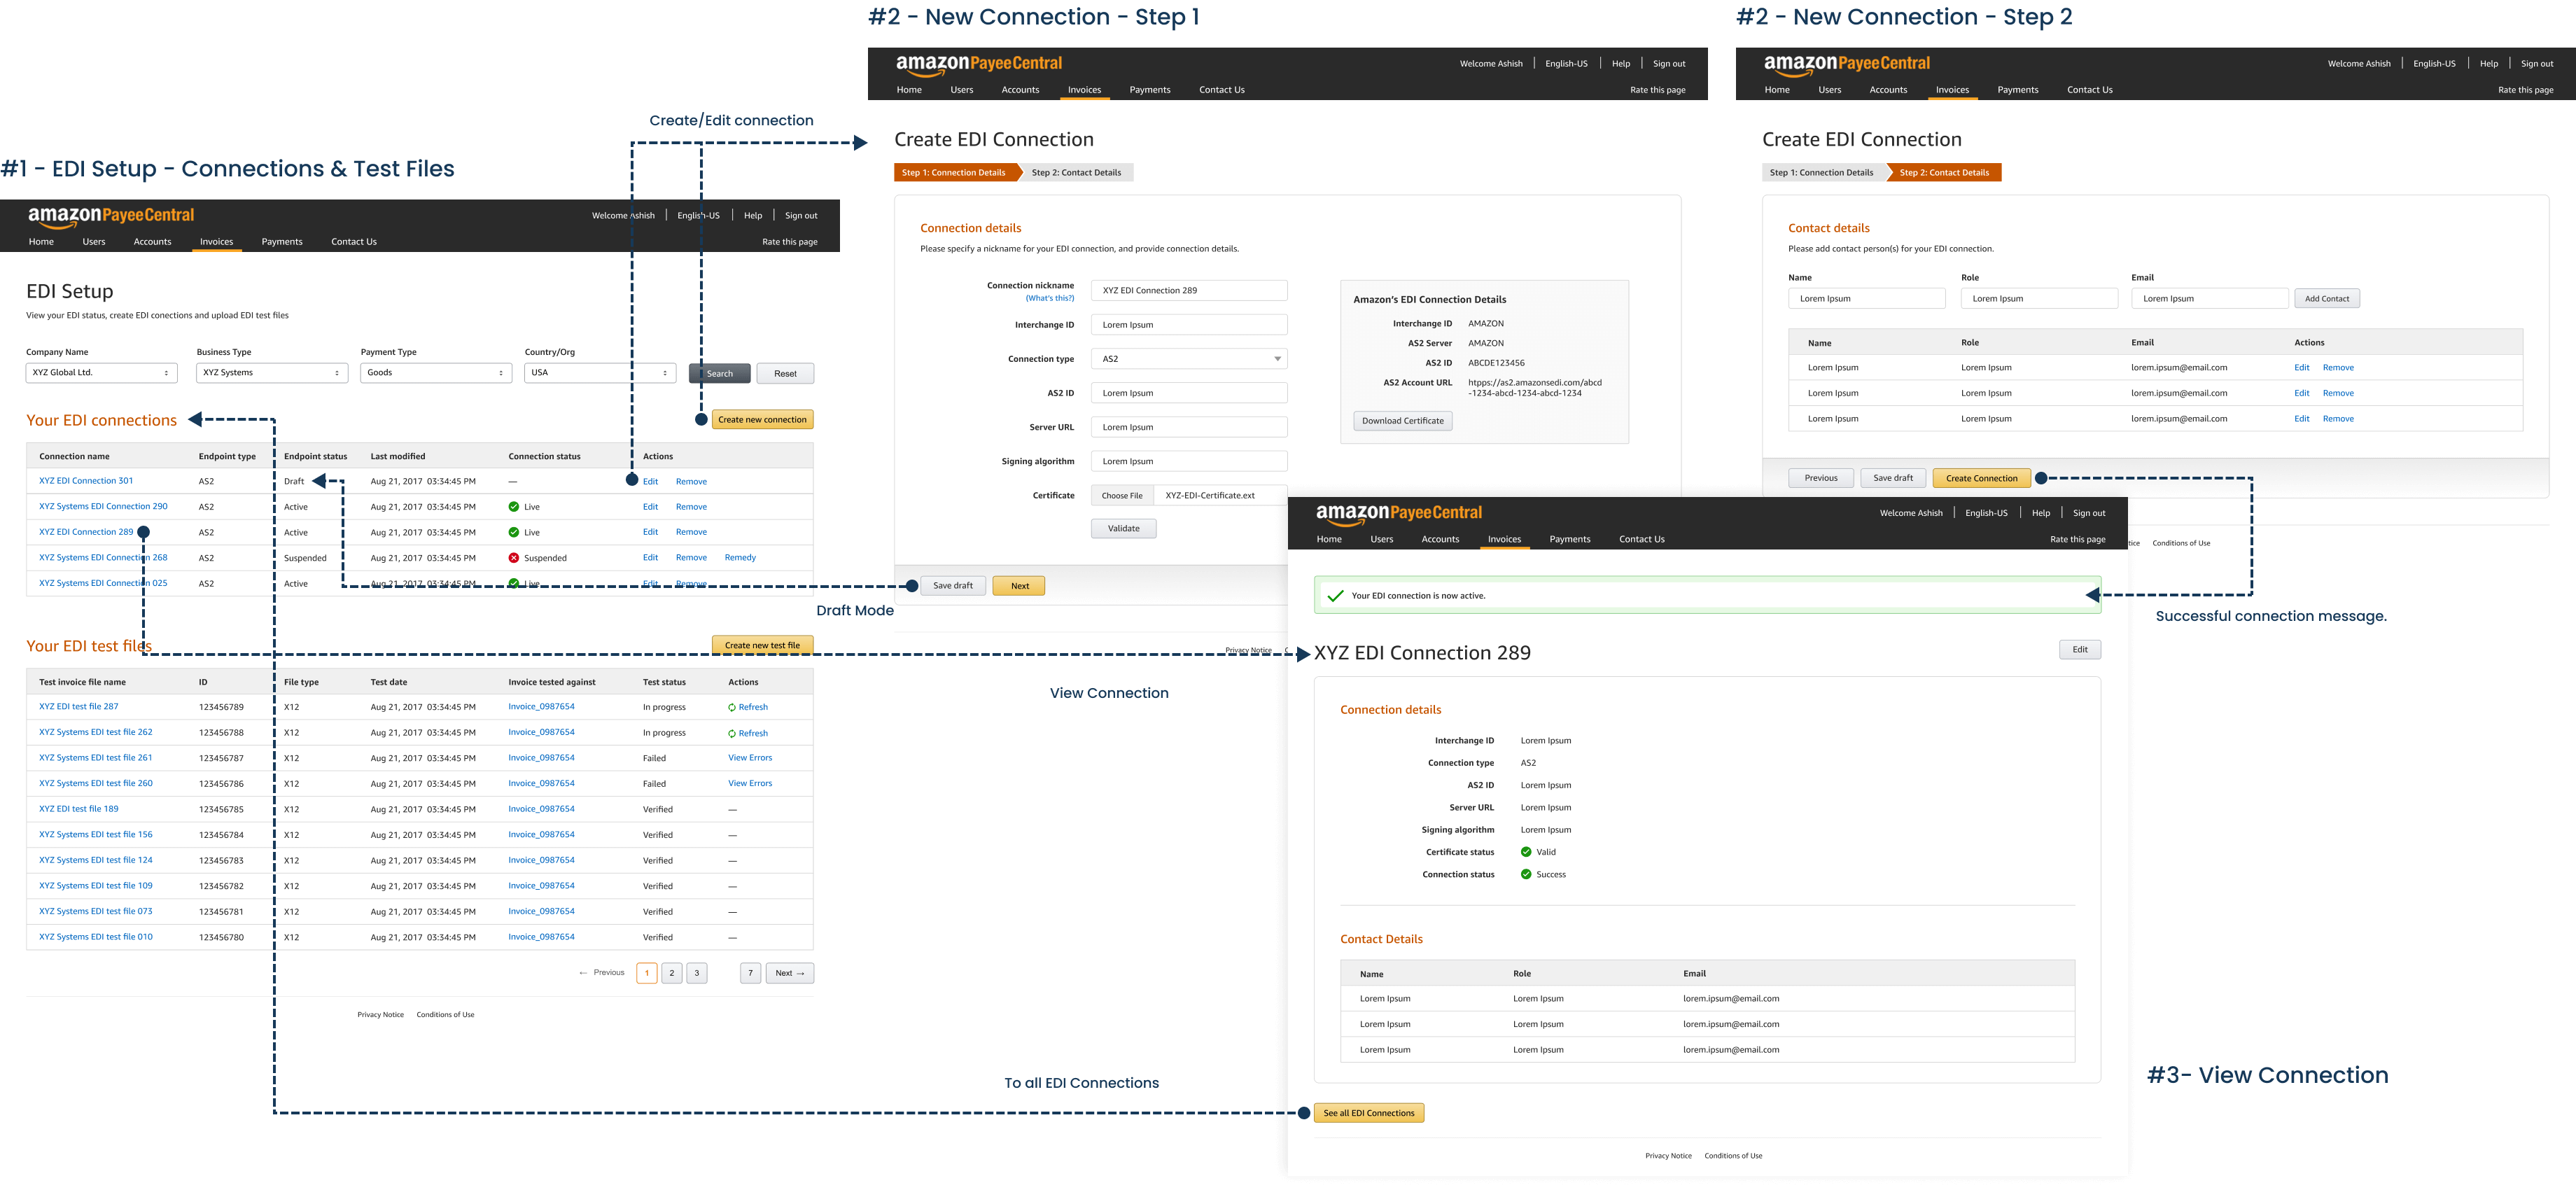 #2 - New Connection - Step 1
#2 - New Connection - Step 2
#1 - EDI Setup - Connections & Test Files
amazon PayeeCentral
Welcome Ashish English-US Help Sign out
Home Users Accounts Invoices Payments Contact Us Rate this page
EDI Setup
View your EDI status, create EDI conections and upload EDI test files
Company Name Business Type Payment Type Country/Org
XYZ Global Ltd. XYZ Systems Goods USA Search Reset
Your EDI connections Create new connection
Connection name Endpoint type Endpoint status Last modified Connection status Actions
XYZ EDI Connection 301 AS2 Draft Aug 21, 2017 03:34:45 PM — Edit Remove
XYZ Systems EDI Connection 290 AS2 Active Aug 21, 2017 03:34:45 PM Live Edit Remove
XYZ EDI Connection 289 AS2 Active Aug 21, 2017 03:34:45 PM Live Edit Remove
XYZ Systems EDI Connection 268 AS2 Suspended Aug 21, 2017 03:34:45 PM Suspended Edit Remove Remedy
XYZ Systems EDI Connection 025 AS2 Active Aug 21, 2017 03:34:45 PM Live Edit Remove
Your EDI test files Create new test file
Test invoice file name ID File type Test date Invoice tested against Test status Actions
XYZ EDI test file 287 123456789 X12 Aug 21, 2017 03:34:45 PM Invoice_0987654 In progress Refresh
XYZ Systems EDI test file 262 123456788 X12 Aug 21, 2017 03:34:45 PM Invoice_0987654 In progress Refresh
XYZ Systems EDI test file 261 123456787 X12 Aug 21, 2017 03:34:45 PM Invoice_0987654 Failed View Errors
XYZ Systems EDI test file 260 123456786 X12 Aug 21, 2017 03:34:45 PM Invoice_0987654 Failed View Errors
XYZ EDI test file 189 123456785 X12 Aug 21, 2017 03:34:45 PM Invoice_0987654 Verified —
XYZ Systems EDI test file 156 123456784 X12 Aug 21, 2017 03:34:45 PM Invoice_0987654 Verified —
XYZ Systems EDI test file 124 123456783 X12 Aug 21, 2017 03:34:45 PM Invoice_0987654 Verified —
XYZ Systems EDI test file 109 123456782 X12 Aug 21, 2017 03:34:45 PM Invoice_0987654 Verified —
XYZ Systems EDI test file 073 123456781 X12 Aug 21, 2017 03:34:45 PM Invoice_0987654 Verified —
XYZ Systems EDI test file 010 123456780 X12 Aug 21, 2017 03:34:45 PM Invoice_0987654 Verified —
← Previous 1 2 3 7 Next →
Privacy Notice Conditions of Use
Create/Edit connection
Draft Mode
View Connection
To all EDI Connections
amazon PayeeCentral
Welcome Ashish English-US Help Sign out
Home Users Accounts Invoices Payments Contact Us Rate this page
Create EDI Connection
Step 1: Connection Details Step 2: Contact Details
Connection details
Please specify a nickname for your EDI connection, and provide connection details.
Connection nickname XYZ EDI Connection 289
(What's this?)
Interchange ID Lorem Ipsum
Connection type AS2
AS2 ID Lorem Ipsum
Server URL Lorem Ipsum
Signing algorithm Lorem Ipsum
Certificate Choose File XYZ-EDI-Certificate.ext
Validate
Amazon's EDI Connection Details
Interchange ID AMAZON
AS2 Server AMAZON
AS2 ID ABCDE123456
AS2 Account URL htpps://as2.amazonsedi.com/abcd
-1234-abcd-1234-abcd-1234
Download Certificate
Save draft Next
Privacy Notice C
amazon PayeeCentral
Welcome Ashish English-US Help Sign out
Home Users Accounts Invoices Payments Contact Us Rate this page
Create EDI Connection
Step 1: Connection Details Step 2: Contact Details
Contact details
Please add contact person(s) for your EDI connection.
Name Role Email
Lorem Ipsum Lorem Ipsum Lorem Ipsum Add Contact
Name Role Email Actions
Lorem Ipsum Lorem Ipsum lorem.ipsum@email.com Edit Remove
Lorem Ipsum Lorem Ipsum lorem.ipsum@email.com Edit Remove
Lorem Ipsum Lorem Ipsum lorem.ipsum@email.com Edit Remove
Previous Save draft Create Connection
tice Conditions of Use
Successful connection message.
amazon PayeeCentral
Welcome Ashish English-US Help Sign out
Home Users Accounts Invoices Payments Contact Us Rate this page
Your EDI connection is now active.
XYZ EDI Connection 289 Edit
Connection details
Interchange ID Lorem Ipsum
Connection type AS2
AS2 ID Lorem Ipsum
Server URL Lorem Ipsum
Signing algorithm Lorem Ipsum
Certificate status Valid
Connection status Success
Contact Details
Name Role Email
Lorem Ipsum Lorem Ipsum lorem.ipsum@email.com
Lorem Ipsum Lorem Ipsum lorem.ipsum@email.com
Lorem Ipsum Lorem Ipsum lorem.ipsum@email.com
See all EDI Connections
Privacy Notice Conditions of Use
#3- View Connection